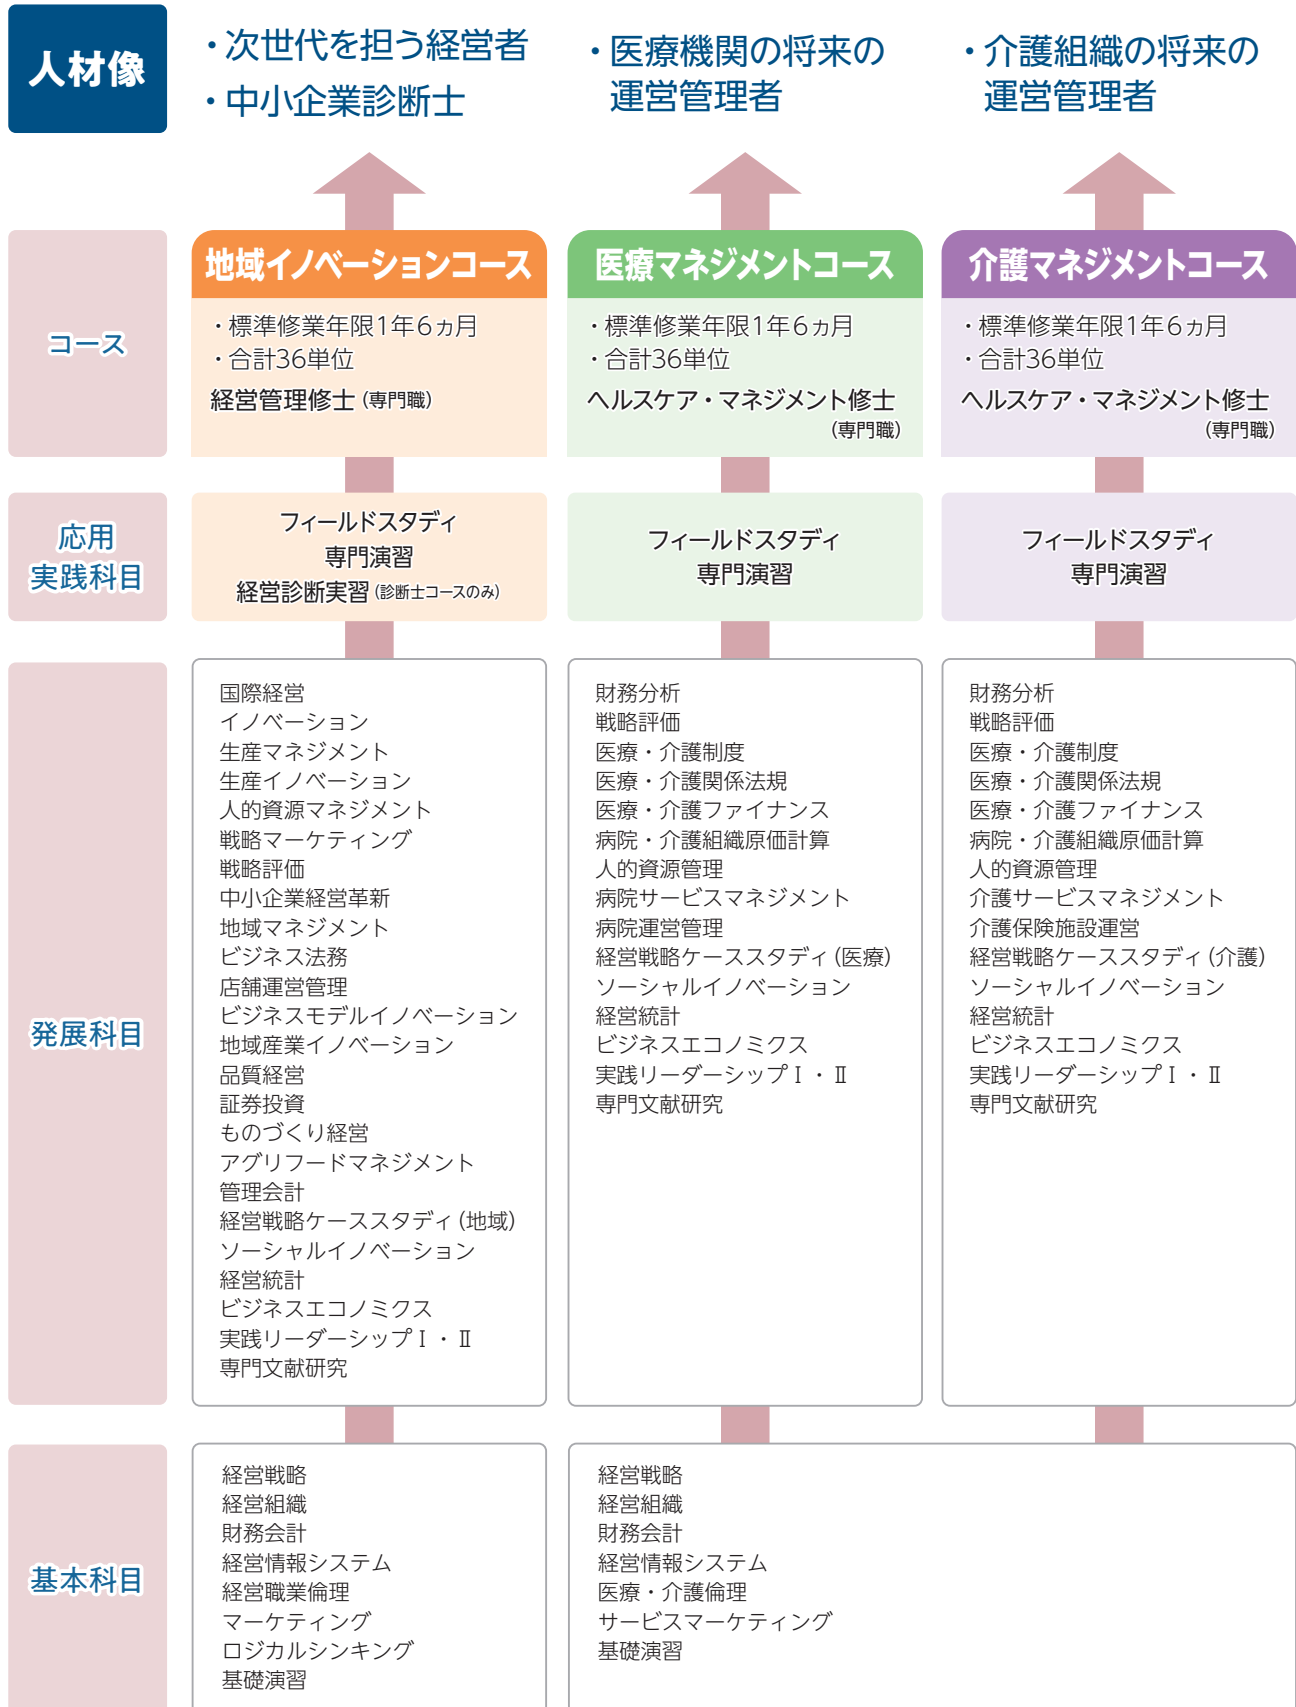 人材像
・次世代を担う経営者
・中小企業診断士
・医療機関の将来の
運営管理者
・介護組織の将来の
運営管理者
コース
地域イノベーションコース
・標準修業年限1年6ヵ月
・合計36単位
経営管理修士(専門職)
医療マネジメントコース
・標準修業年限1年6ヵ月
・合計36単位
ヘルスケア・マネジメント修士
(専門職)
介護マネジメントコース
・標準修業年限1年6ヵ月
・合計36単位
ヘルスケア・マネジメント修士
(専門職)
応用
実践科目
フィールドスタディ
専門演習
経営診断実習(診断士コースのみ)
フィールドスタディ
専門演習
フィールドスタディ
専門演習
発展科目
国際経営
イノベーション
生産マネジメント
生産イノベーション
人的資源マネジメント
戦略マーケティング
戦略評価
中小企業経営革新
地域マネジメント
ビジネス法務
店舗運営管理
ビジネスモデルイノベーション
地域産業イノベーション
品質経営
証券投資
ものづくり経営
アグリフードマネジメント
管理会計
経営戦略ケーススタディ(地域)
ソーシャルイノベーション
経営統計
ビジネスエコノミクス
実践リーダーシップⅠ・Ⅱ
専門文献研究
財務分析
戦略評価
医療・介護制度
医療・介護関係法規
医療・介護ファイナンス
病院・介護組織原価計算
人的資源管理
病院サービスマネジメント
病院運営管理
経営戦略ケーススタディ(医療)
ソーシャルイノベーション
経営統計
ビジネスエコノミクス
実践リーダーシップⅠ・Ⅱ
専門文献研究
財務分析
戦略評価
医療・介護制度
医療・介護関係法規
医療・介護ファイナンス
病院・介護組織原価計算
人的資源管理
介護サービスマネジメント
介護保険施設運営
経営戦略ケーススタディ(介護)
ソーシャルイノベーション
経営統計
ビジネスエコノミクス
実践リーダーシップⅠ・Ⅱ
専門文献研究
基本科目
経営戦略
経営組織
財務会計
経営情報システム
経営職業倫理
マーケティング
ロジカルシンキング
基礎演習
経営戦略
経営組織
財務会計
経営情報システム
医療・介護倫理
サービスマーケティング
基礎演習